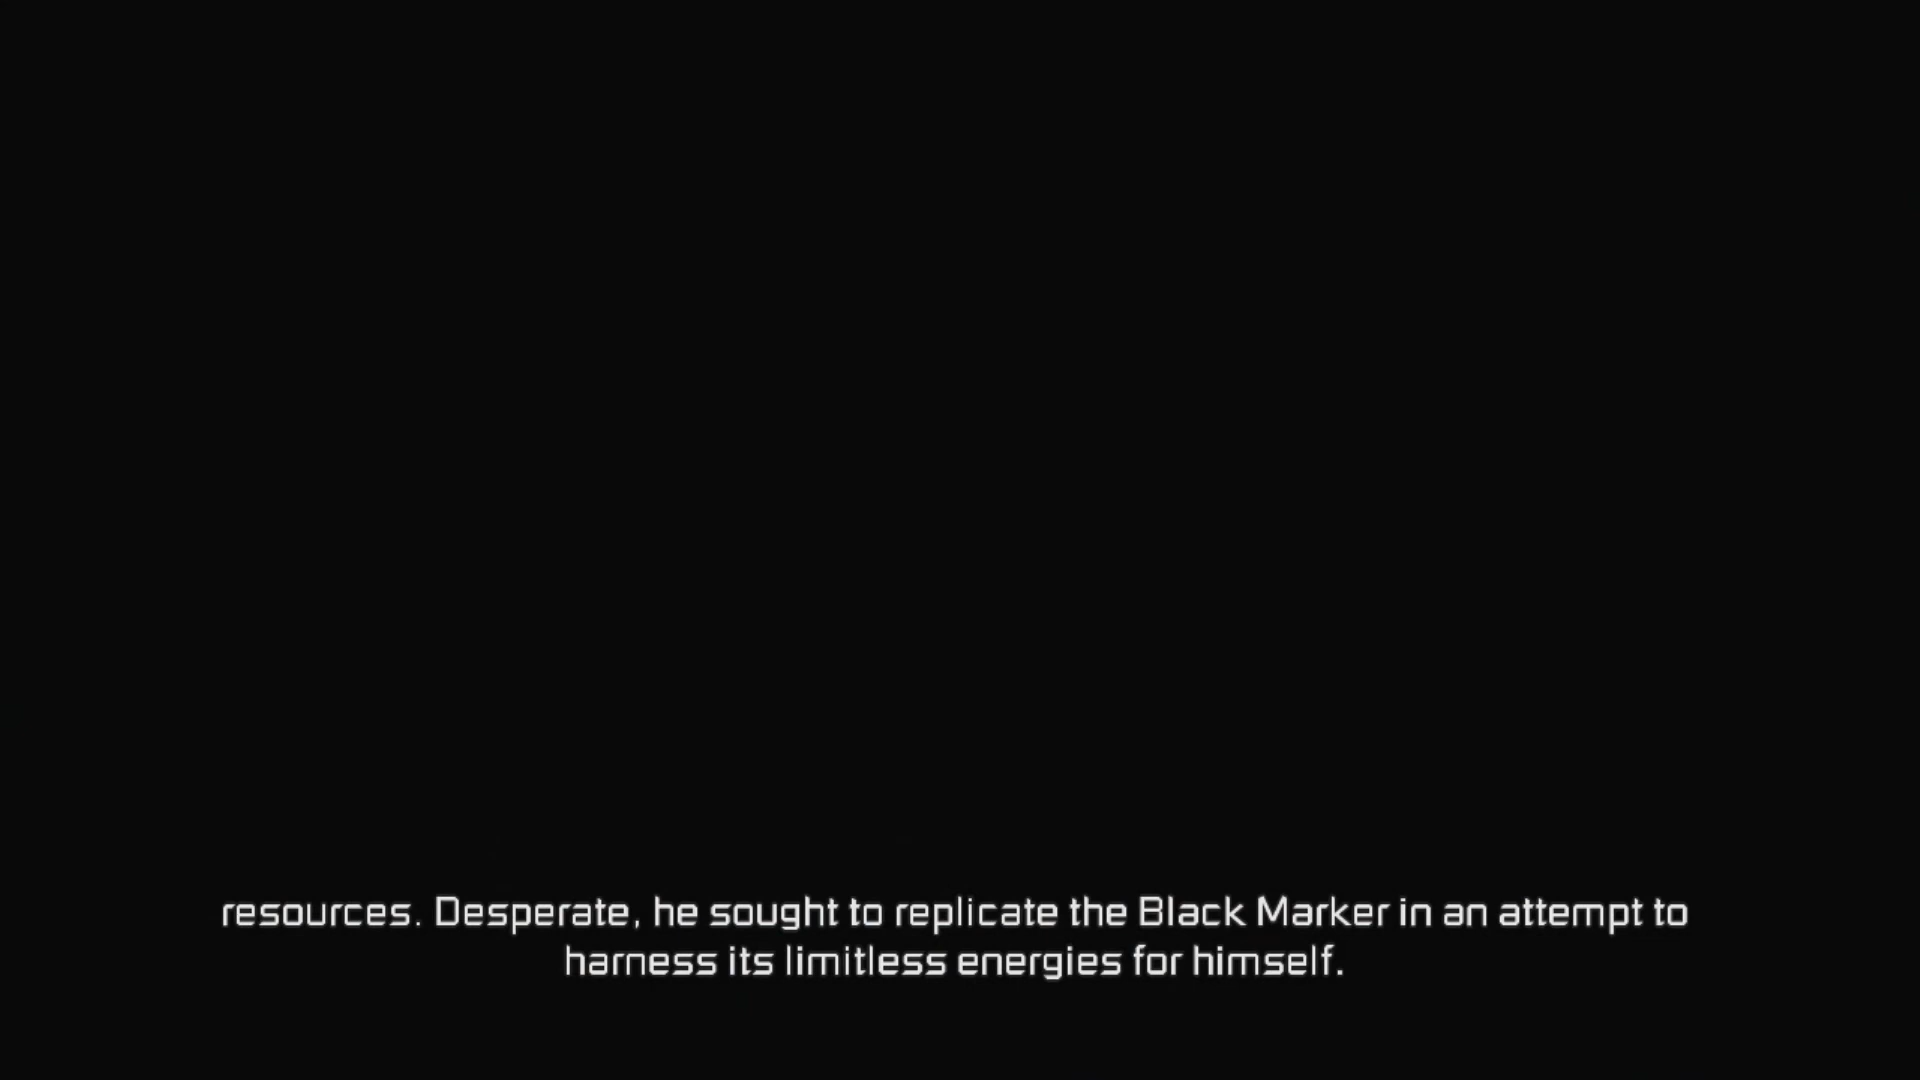 resources. Desperate, he sought to replicate the Black Marker in an attempt to
harness its limitless energies for himself.